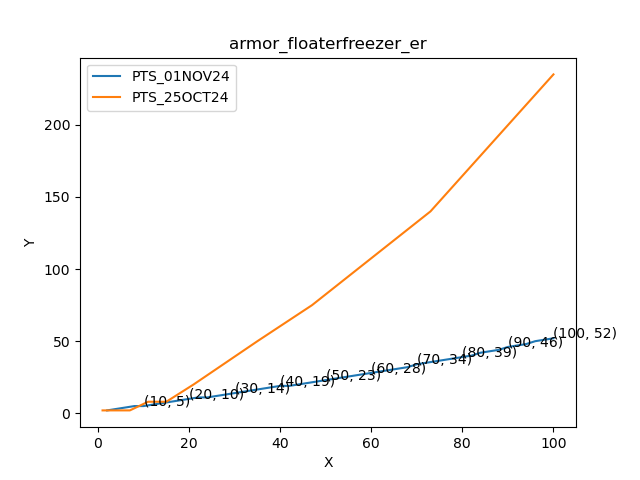 armor_floaterfreezer_er
PTS_01NOV24
PTS_25OCT24
Y
200
150
100
50
0
(10, 5)
(20, 10)
(30, 14)
(40, 19)
(50, 23)
(60, 28)
(70, 34)
(80, 39)
(90, 46)
(100, 52)
0 20 40 60 80 100
X